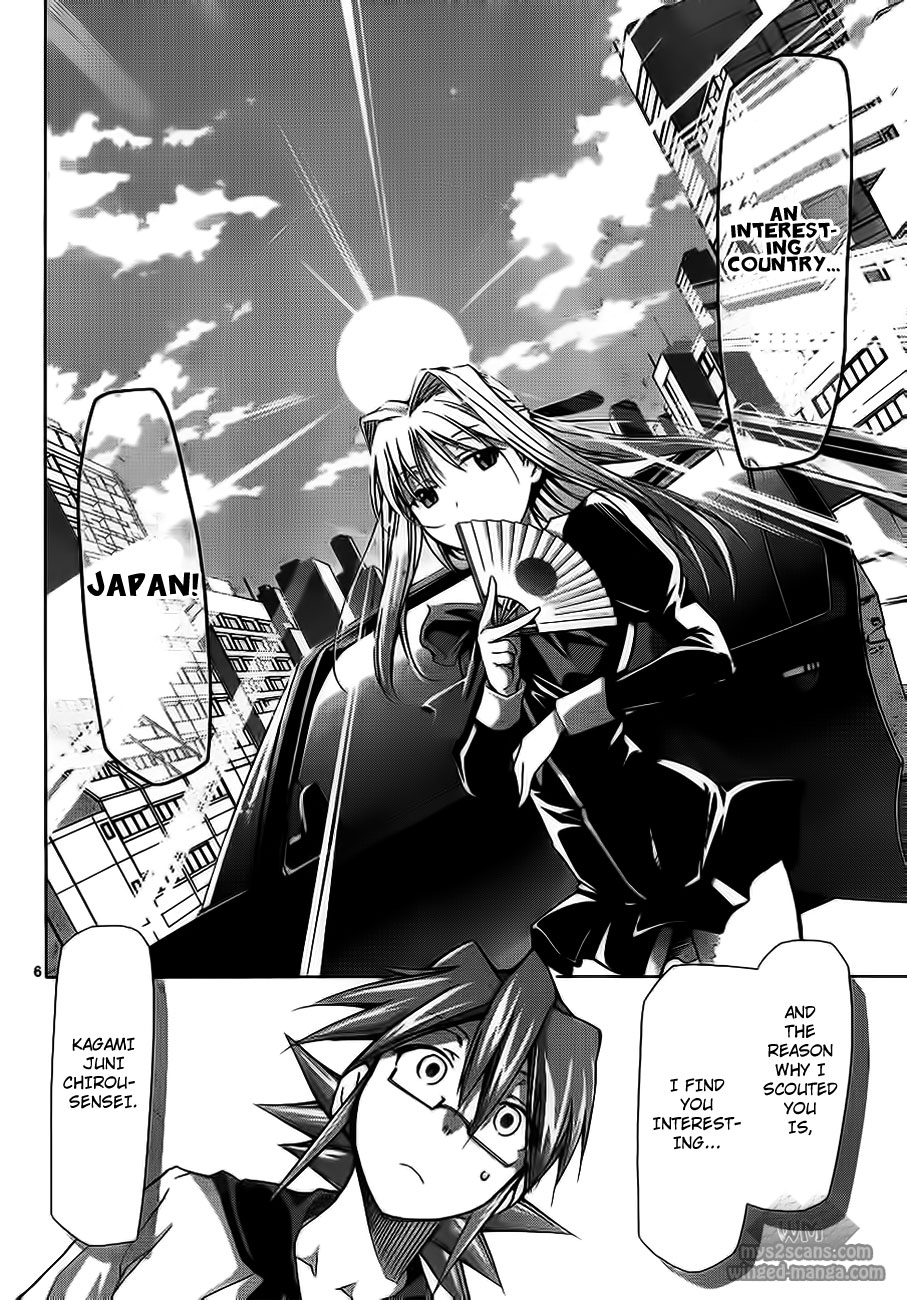 AN
INTEREST-
ING
COUNTRY...
JAPAN!
AND
THE
REASON
WHY I
SCOUTED
YOU
IS,
I FIND
YOU
INTEREST-
ING...
KAGAMI
JUNI
CHIROU-
SENSEI.
6
WM
mys2scans.com
winged-manga.com